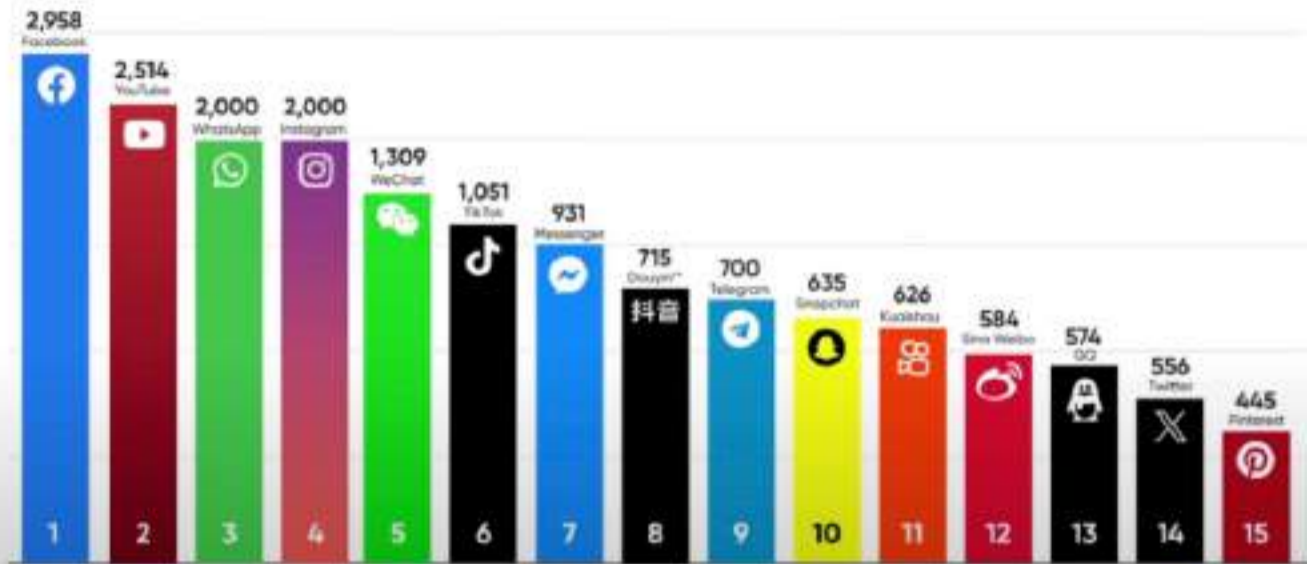 2,958
Facebook
2,514
YouTube
2,000
WhatsApp
2,000
Instagram
1,309
WeChat
1,051
TikTok
931
Messenger
715
Douyin**
700
Telegram
635
Snapchat
626
Kuaishou
584
Sina Weibo
574
QQ
556
Twitter
445
Pinterest
抖音
1
2
3
4
5
6
7
8
9
10
11
12
13
14
15